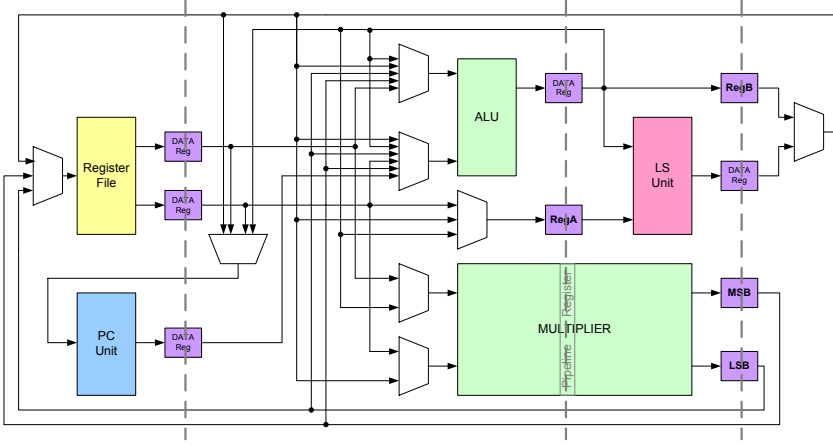 Register
File
DATA
Reg
DATA
Reg
PC
Unit
DATA
Reg
ALU
DATA
Reg
RegA
MULTIPLIER
Pipeline Register
LS
Unit
RegB
DATA
Reg
MSB
LSB